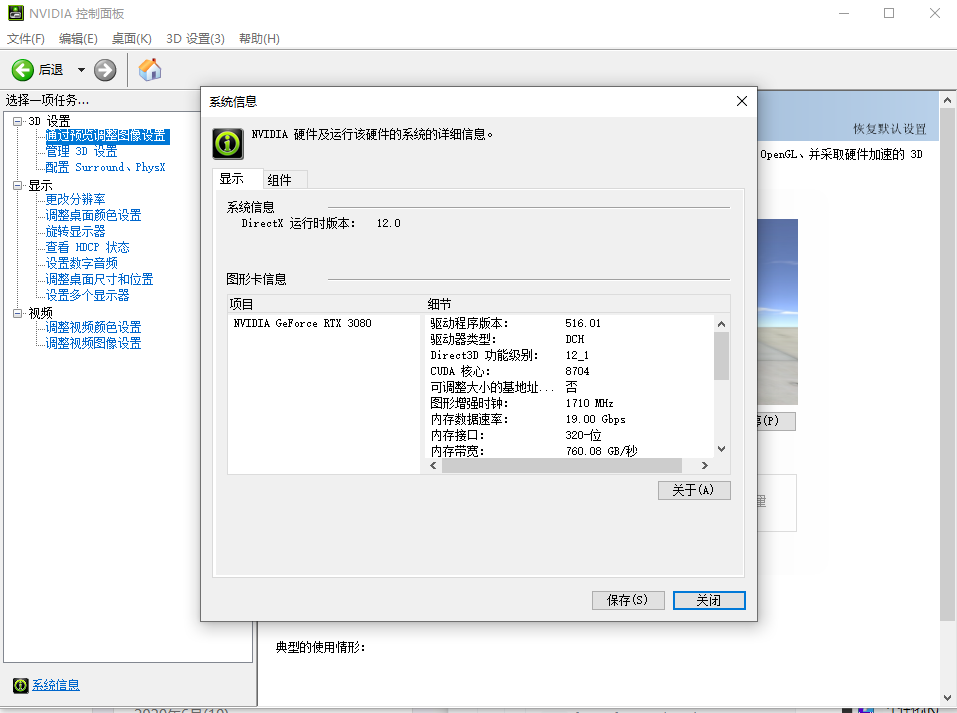 NVIDIA 控制面板
文件(F) 编辑(E) 桌面(K) 3D 设置(3) 帮助(H)
后退
选择一项任务...
3D 设置
通过预览调整图像设置
管理 3D 设置
配置 Surround、PhysX
显示
更改分辨率
调整桌面颜色设置
旋转显示器
查看 HDCP 状态
设置数字音频
调整桌面尺寸和位置
设置多个显示器
视频
调整视频颜色设置
调整视频图像设置
系统信息
恢复默认设置
OpenGL、并采取硬件加速的 3D
(P)
典型的使用情形:
系统信息
NVIDIA 硬件及运行该硬件的系统的详细信息。
显示 组件
系统信息
DirectX 运行时版本: 12.0
图形卡信息
项目 细节
NVIDIA GeForce RTX 3080
驱动程序版本: 516.01
驱动器类型: DCH
Direct3D 功能级别: 12_1
CUDA 核心: 8704
可调整大小的基地址... 否
图形增强时钟: 1710 MHz
内存数据速率: 19.00 Gbps
内存接口: 320-位
内存带宽: 760.08 GB/秒
关于(A)
保存(S) 关闭